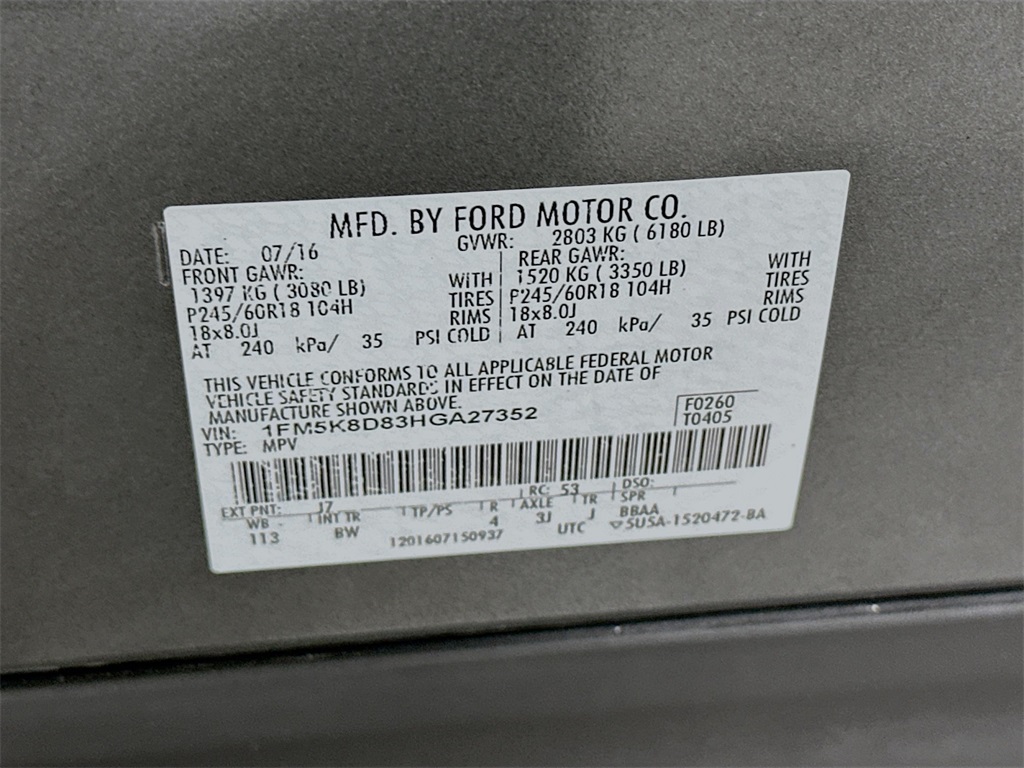 MFD. BY FORD MOTOR CO.
DATE: 07/16 GVWR: 2803 KG ( 6180 LB)
FRONT GAWR: REAR GAWR:
1397 KG ( 3080 LB) WITH 1520 KG ( 3350 LB) WITH
P245/60R18 104H TIRES P245/60R18 104H TIRES
18x8.0J RIMS 18x8.0J RIMS
AT 240 kPa/ 35 PSI COLD AT 240 kPa/ 35 PSI COLD
THIS VEHICLE CONFORMS TO ALL APPLICABLE FEDERAL MOTOR
VEHICLE SAFETY STANDARDS IN EFFECT ON THE DATE OF
MANUFACTURE SHOWN ABOVE.
VIN: 1FM5K8D83HGA27352 F0260
TYPE: MPV T0405
EXT PNT: J7 RC: 53 DSO:
WB INT TR TP/PS R AXLE TR SPR
113 BW 4 3J J BBAA
1201607150937 UTC ▽5USA-1520472-BA